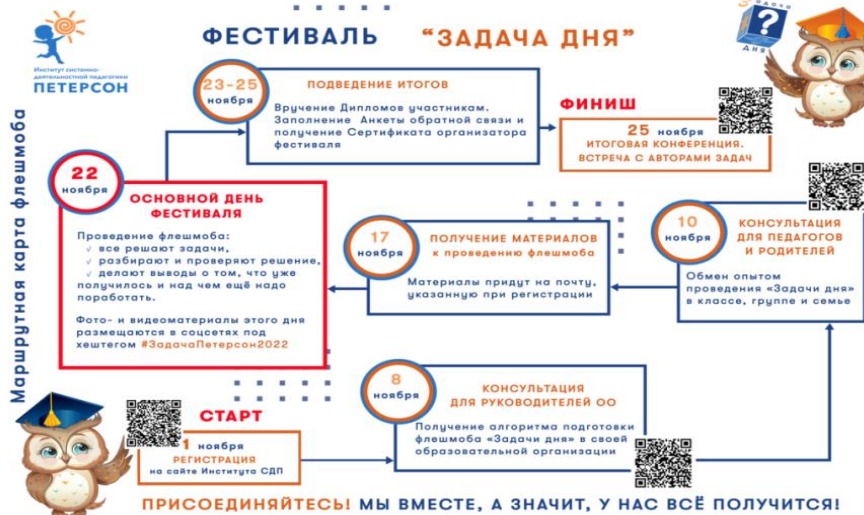 Институт системно-
деятельностной педагогики
ПЕТЕРСОН
ФЕСТИВАЛЬ "ЗАДАЧА ДНЯ"
ЗАДАЧИ
?
ДНЯ
Маршрутная карта флешмоба
23-25
ноября
ПОДВЕДЕНИЕ ИТОГОВ
Вручение Дипломов участникам.
Заполнение Анкеты обратной связи и
получение Сертификата организатора
фестиваля
ФИНИШ
25 ноября
ИТОГОВАЯ КОНФЕРЕНЦИЯ.
ВСТРЕЧА С АВТОРАМИ ЗАДАЧ
22
ноября
ОСНОВНОЙ ДЕНЬ
ФЕСТИВАЛЯ
Проведение флешмоба:
√ все решают задачи,
√ разбирают и проверяют решение,
√ делают выводы о том, что уже
получилось и над чем ещё надо
поработать.
Фото- и видеоматериалы этого дня
размещаются в соцсетях под
хештегом #ЗадачаПетерсон2022
17
ноября
ПОЛУЧЕНИЕ МАТЕРИАЛОВ
к проведению флешмоба
Материалы придут на почту,
указанную при регистрации
10
ноября
КОНСУЛЬТАЦИЯ
ДЛЯ ПЕДАГОГОВ
И РОДИТЕЛЕЙ
Обмен опытом
проведения «Задачи дня»
в классе, группе и семье
8
ноября
КОНСУЛЬТАЦИЯ
ДЛЯ РУКОВОДИТЕЛЕЙ ОО
Получение алгоритма подготовки
флешмоба «Задачи дня» в своей
образовательной организации
СТАРТ
1 ноября
РЕГИСТРАЦИЯ
на сайте Института СДП
ПРИСОЕДИНЯЙТЕСЬ! МЫ ВМЕСТЕ, А ЗНАЧИТ, У НАС ВСЁ ПОЛУЧИТСЯ!